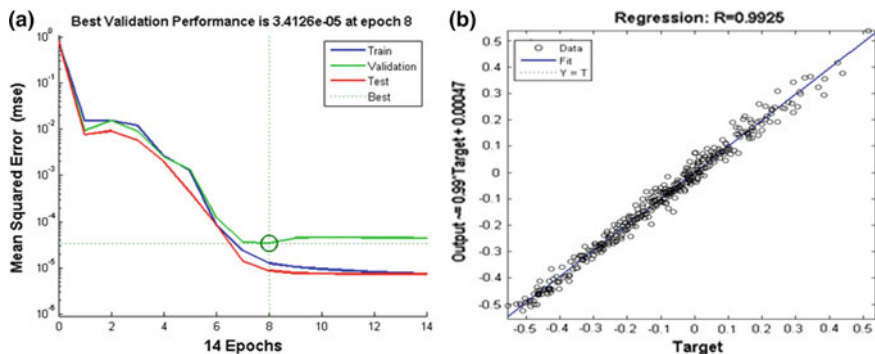 (a)
Best Validation Performance is 3.4126e-05 at epoch 8
Mean Squared Error (mse)
10^0
10^-1
10^-2
10^-3
10^-4
10^-5
10^-6
Train
Validation
Test
Best
0 2 4 6 8 10 12 14
14 Epochs
(b)
Regression: R=0.9925
Output ~= 0.99*Target + 0.00047
0.5
0.4
0.3
0.2
0.1
0
-0.1
-0.2
-0.3
-0.4
-0.5
Data
Fit
Y = T
-0.5 -0.4 -0.3 -0.2 -0.1 0 0.1 0.2 0.3 0.4 0.5
Target